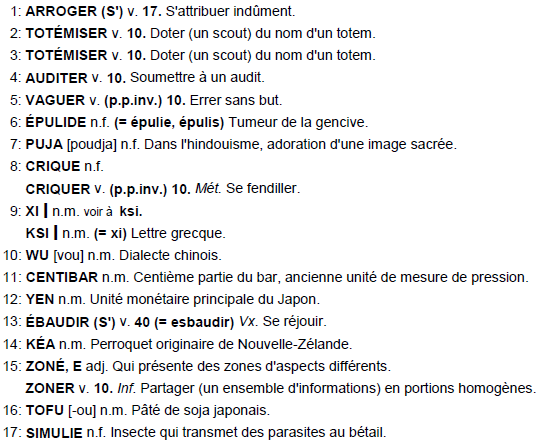 1: ARROGER (S') v. 17. S'attribuer indûment.
2: TOTÉMISER v. 10. Doter (un scout) du nom d'un totem.
3: TOTÉMISER v. 10. Doter (un scout) du nom d'un totem.
4: AUDITER v. 10. Soumettre à un audit.
5: VAGUER v. (p.p.inv.) 10. Errer sans but.
6: ÉPULIDE n.f. (= épulie, épulis) Tumeur de la gencive.
7: PUJA [poudja] n.f. Dans l'hindouisme, adoration d'une image sacrée.
8: CRIQUE n.f.
CRIQUER v. (p.p.inv.) 10. Mét. Se fendiller.
9: XI | n.m. voir à ksi.
KSI | n.m. (= xi) Lettre grecque.
10: WU [vou] n.m. Dialecte chinois.
11: CENTIBAR n.m. Centième partie du bar, ancienne unité de mesure de pression.
12: YEN n.m. Unité monétaire principale du Japon.
13: ÉBAUDIR (S') v. 40 (= esbaudir) Vx. Se réjouir.
14: KÉA n.m. Perroquet originaire de Nouvelle-Zélande.
15: ZONÉ, E adj. Qui présente des zones d'aspects différents.
ZONER v. 10. Inf. Partager (un ensemble d'informations) en portions homogènes.
16: TOFU [-ou] n.m. Pâté de soja japonais.
17: SIMULIE n.f. Insecte qui transmet des parasites au bétail.